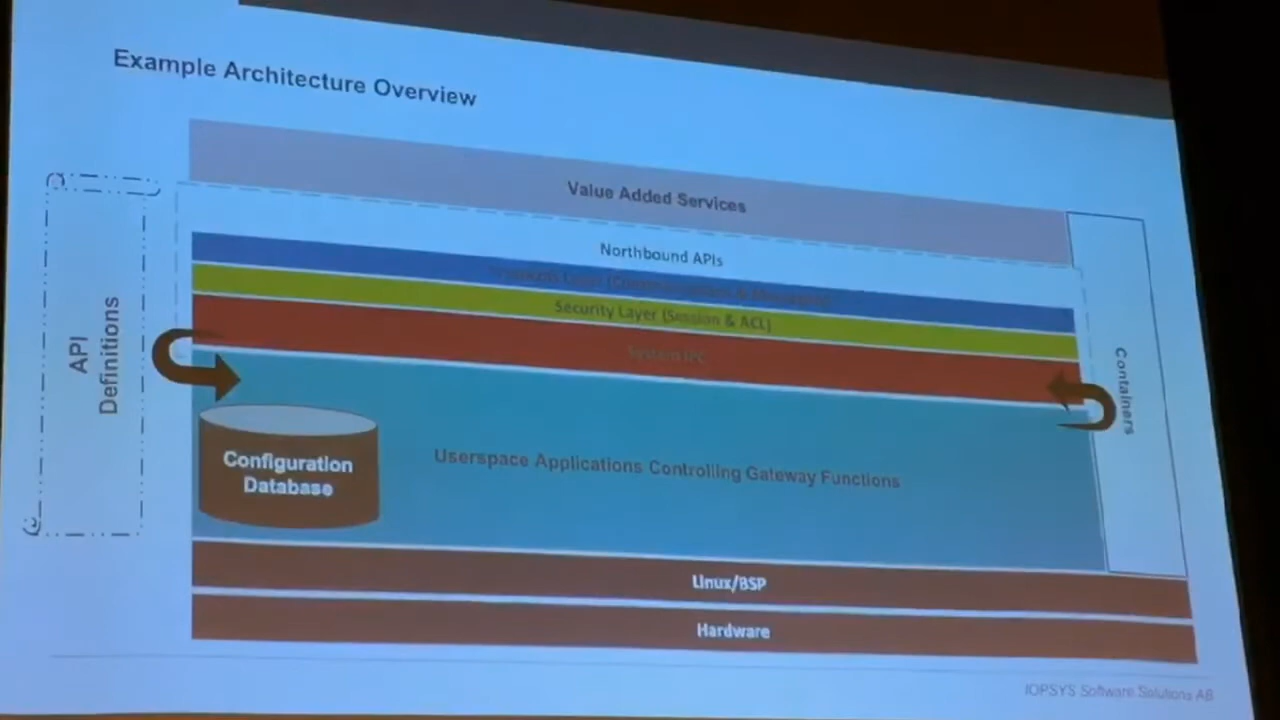 Example Architecture Overview
Value Added Services
Northbound APIs
Security Layer (Session & ACL)
System IPC
API
Definitions
Containers
Configuration
Database
Userspace Applications Controlling Gateway Functions
Linux/BSP
Hardware
IOPSYS Software Solutions AB